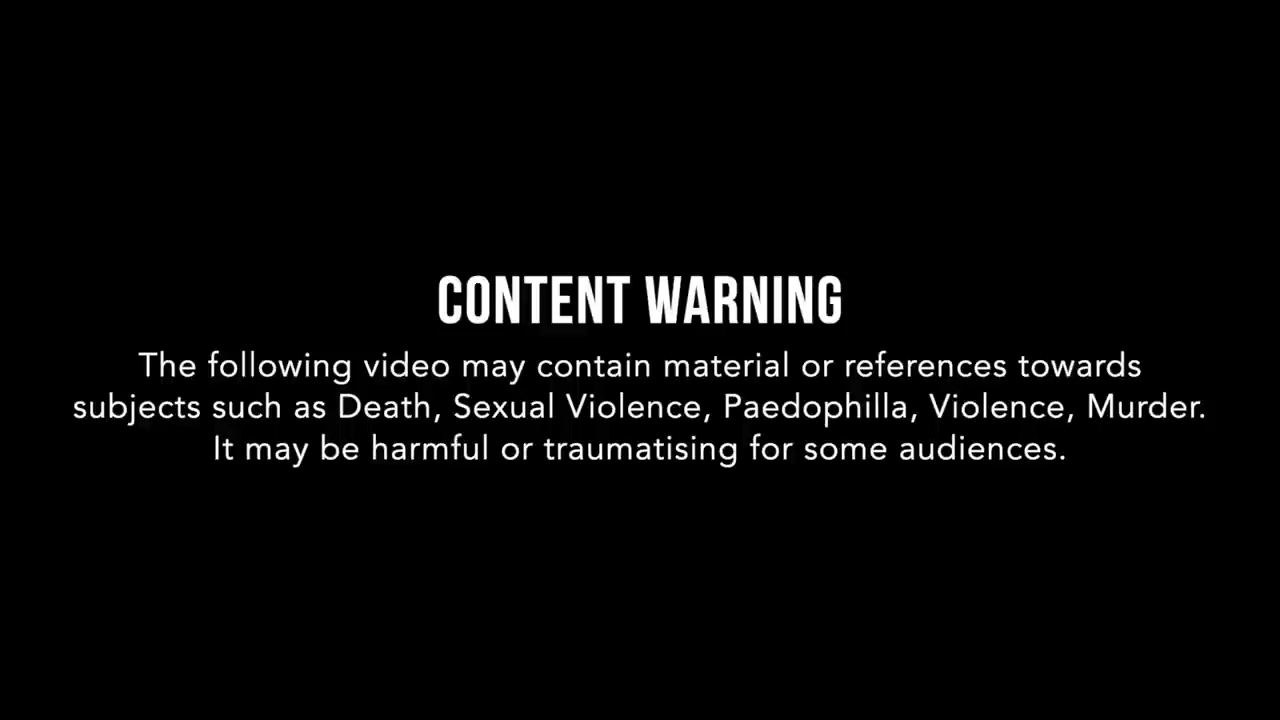 CONTENT WARNING
The following video may contain material or references towards
subjects such as Death, Sexual Violence, Paedophilla, Violence, Murder.
It may be harmful or traumatising for some audiences.